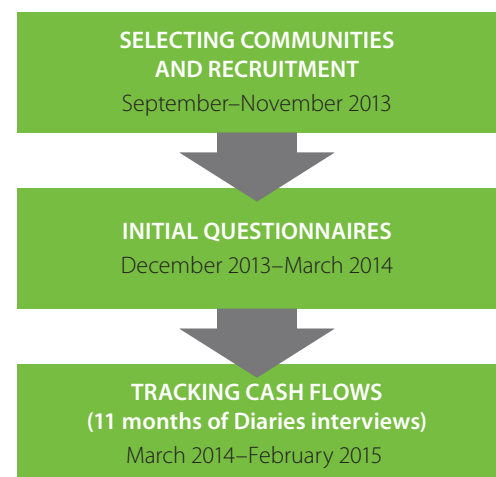 SELECTING COMMUNITIES
AND RECRUITMENT
September–November 2013
INITIAL QUESTIONNAIRES
December 2013–March 2014
TRACKING CASH FLOWS
(11 months of Diaries interviews)
March 2014–February 2015